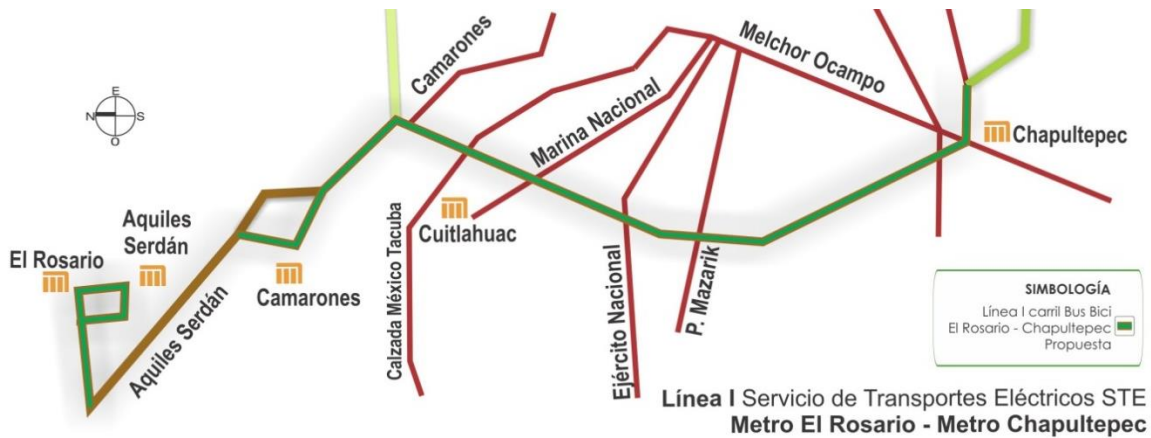 Camarones
Melchor Ocampo
Marina Nacional
E
N S
O
Chapultepec
Aquiles
Serdán
El Rosario
Cuitlahuac
Camarones
Calzada México Tacuba
Aquiles Serdán
Ejército Nacional
P. Mazarik
SIMBOLOGÍA
Línea I carril Bus Bici
El Rosario - Chapultepec
Propuesta
Línea I Servicio de Transportes Eléctricos STE
Metro El Rosario - Metro Chapultepec